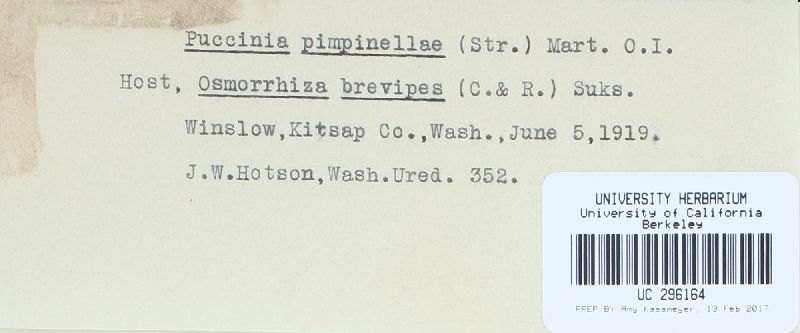 Puccinia pimpinellae (Str.) Mart. O.I.
Host, Osmorrhiza brevipes (C.& R.) Suks.
Winslow,Kitsap Co.,Wash.,June 5,1919.
J.W.Hotson,Wash.Ured. 352.
UNIVERSITY HERBARIUM
University of California
Berkeley
UC 296164
PREP BY Amy Kasameyer, 13 Feb 2017